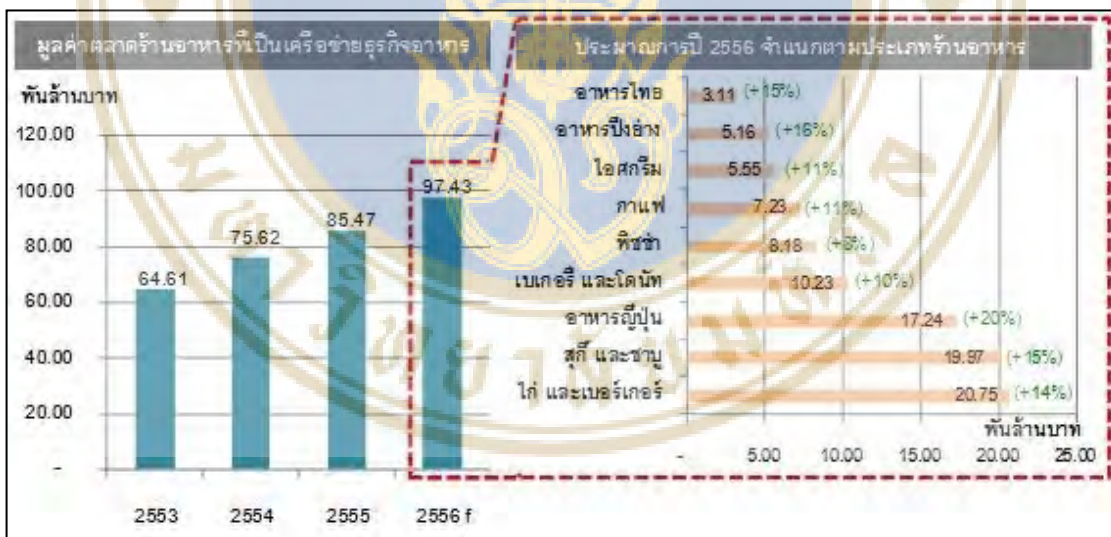 มูลค่าตลาดร้านอาหารที่เป็นเครือข่ายธุรกิจอาหาร
พันล้านบาท
120.00
100.00
80.00
60.00
40.00
20.00
-
64.61
75.62
85.47
97.43
2553 2554 2555 2556 f
ประมาณการปี 2556 จำแนกตามประเภทร้านอาหาร
อาหารไทย 3.11 (+15%)
อาหารปิ้งย่าง 5.16 (+16%)
ไอศกรีม 5.55 (+11%)
กาแฟ 7.23 (+11%)
พิซซ่า 8.18
เบเกอรี่ และโดนัท 10.23 (+10%)
อาหารญี่ปุ่น 17.24 (+20%)
สุกี้ และชาบู 19.97 (+15%)
ไก่ และเบอร์เกอร์ 20.75 (+14%)
พันล้านบาท
- 5.00 10.00 15.00 20.00 25.00